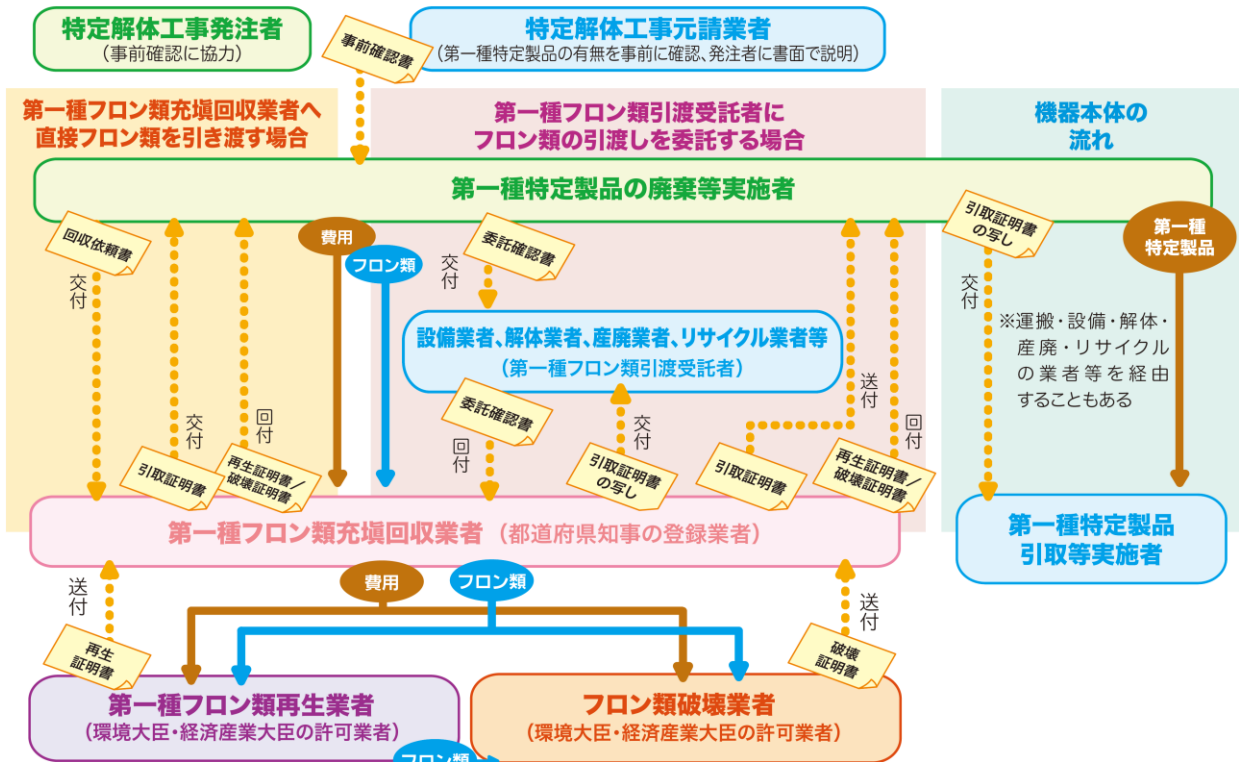 特定解体工事発注者
（事前確認に協力）
事前確認書
特定解体工事元請業者
（第一種特定製品の有無を事前に確認、発注者に書面で説明）
第一種フロン類充塡回収業者へ
直接フロン類を引き渡す場合
第一種フロン類引渡受託者に
フロン類の引渡しを委託する場合
機器本体の
流れ
第一種特定製品の廃棄等実施者
回収依頼書
交付
引取証明書
交付
再生証明書／
破壊証明書
回付
費用
フロン類
委託確認書
交付
設備業者、解体業者、産廃業者、リサイクル業者等
（第一種フロン類引渡受託者）
委託確認書
回付
引取証明書
の写し
交付
引取証明書
送付
再生証明書／
破壊証明書
回付
引取証明書
の写し
交付
第一種
特定製品
※運搬・設備・解体・
産廃・リサイクル
の業者等を経由
することもある
第一種フロン類充塡回収業者（都道府県知事の登録業者）
第一種特定製品
引取等実施者
送付
再生
証明書
費用
フロン類
送付
破壊
証明書
第一種フロン類再生業者
（環境大臣・経済産業大臣の許可業者）
フロン類破壊業者
（環境大臣・経済産業大臣の許可業者）
フロン類